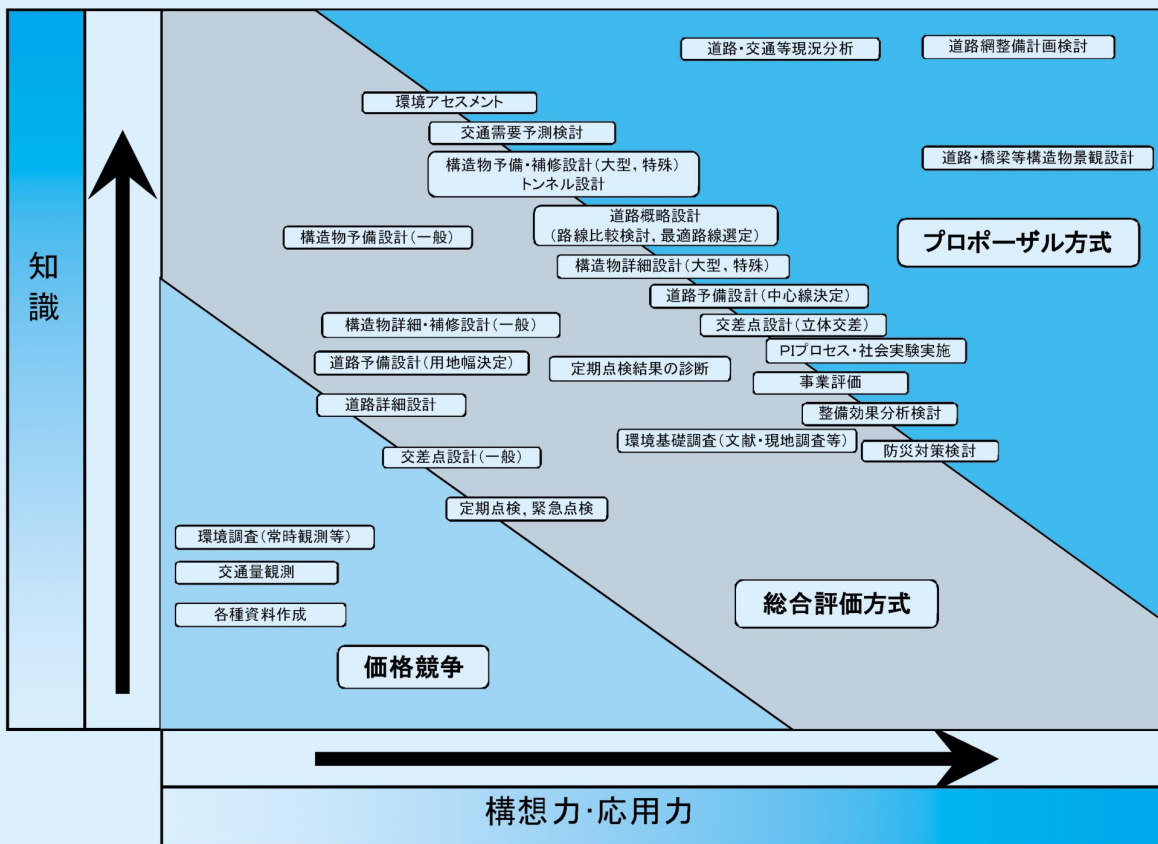 道路・交通等現況分析
道路網整備計画検討
環境アセスメント
交通需要予測検討
構造物予備・補修設計(大型, 特殊)
トンネル設計
道路・橋梁等構造物景観設計
道路概略設計
(路線比較検討, 最適路線選定)
構造物予備設計(一般)
プロポーザル方式
構造物詳細設計(大型, 特殊)
知識
道路予備設計(中心線決定)
構造物詳細・補修設計(一般)
交差点設計(立体交差)
PIプロセス・社会実験実施
道路予備設計(用地幅決定)
定期点検結果の診断
事業評価
道路詳細設計
整備効果分析検討
環境基礎調査(文献・現地調査等)
防災対策検討
交差点設計(一般)
定期点検, 緊急点検
環境調査(常時観測等)
交通量観測
各種資料作成
総合評価方式
価格競争
構想力・応用力